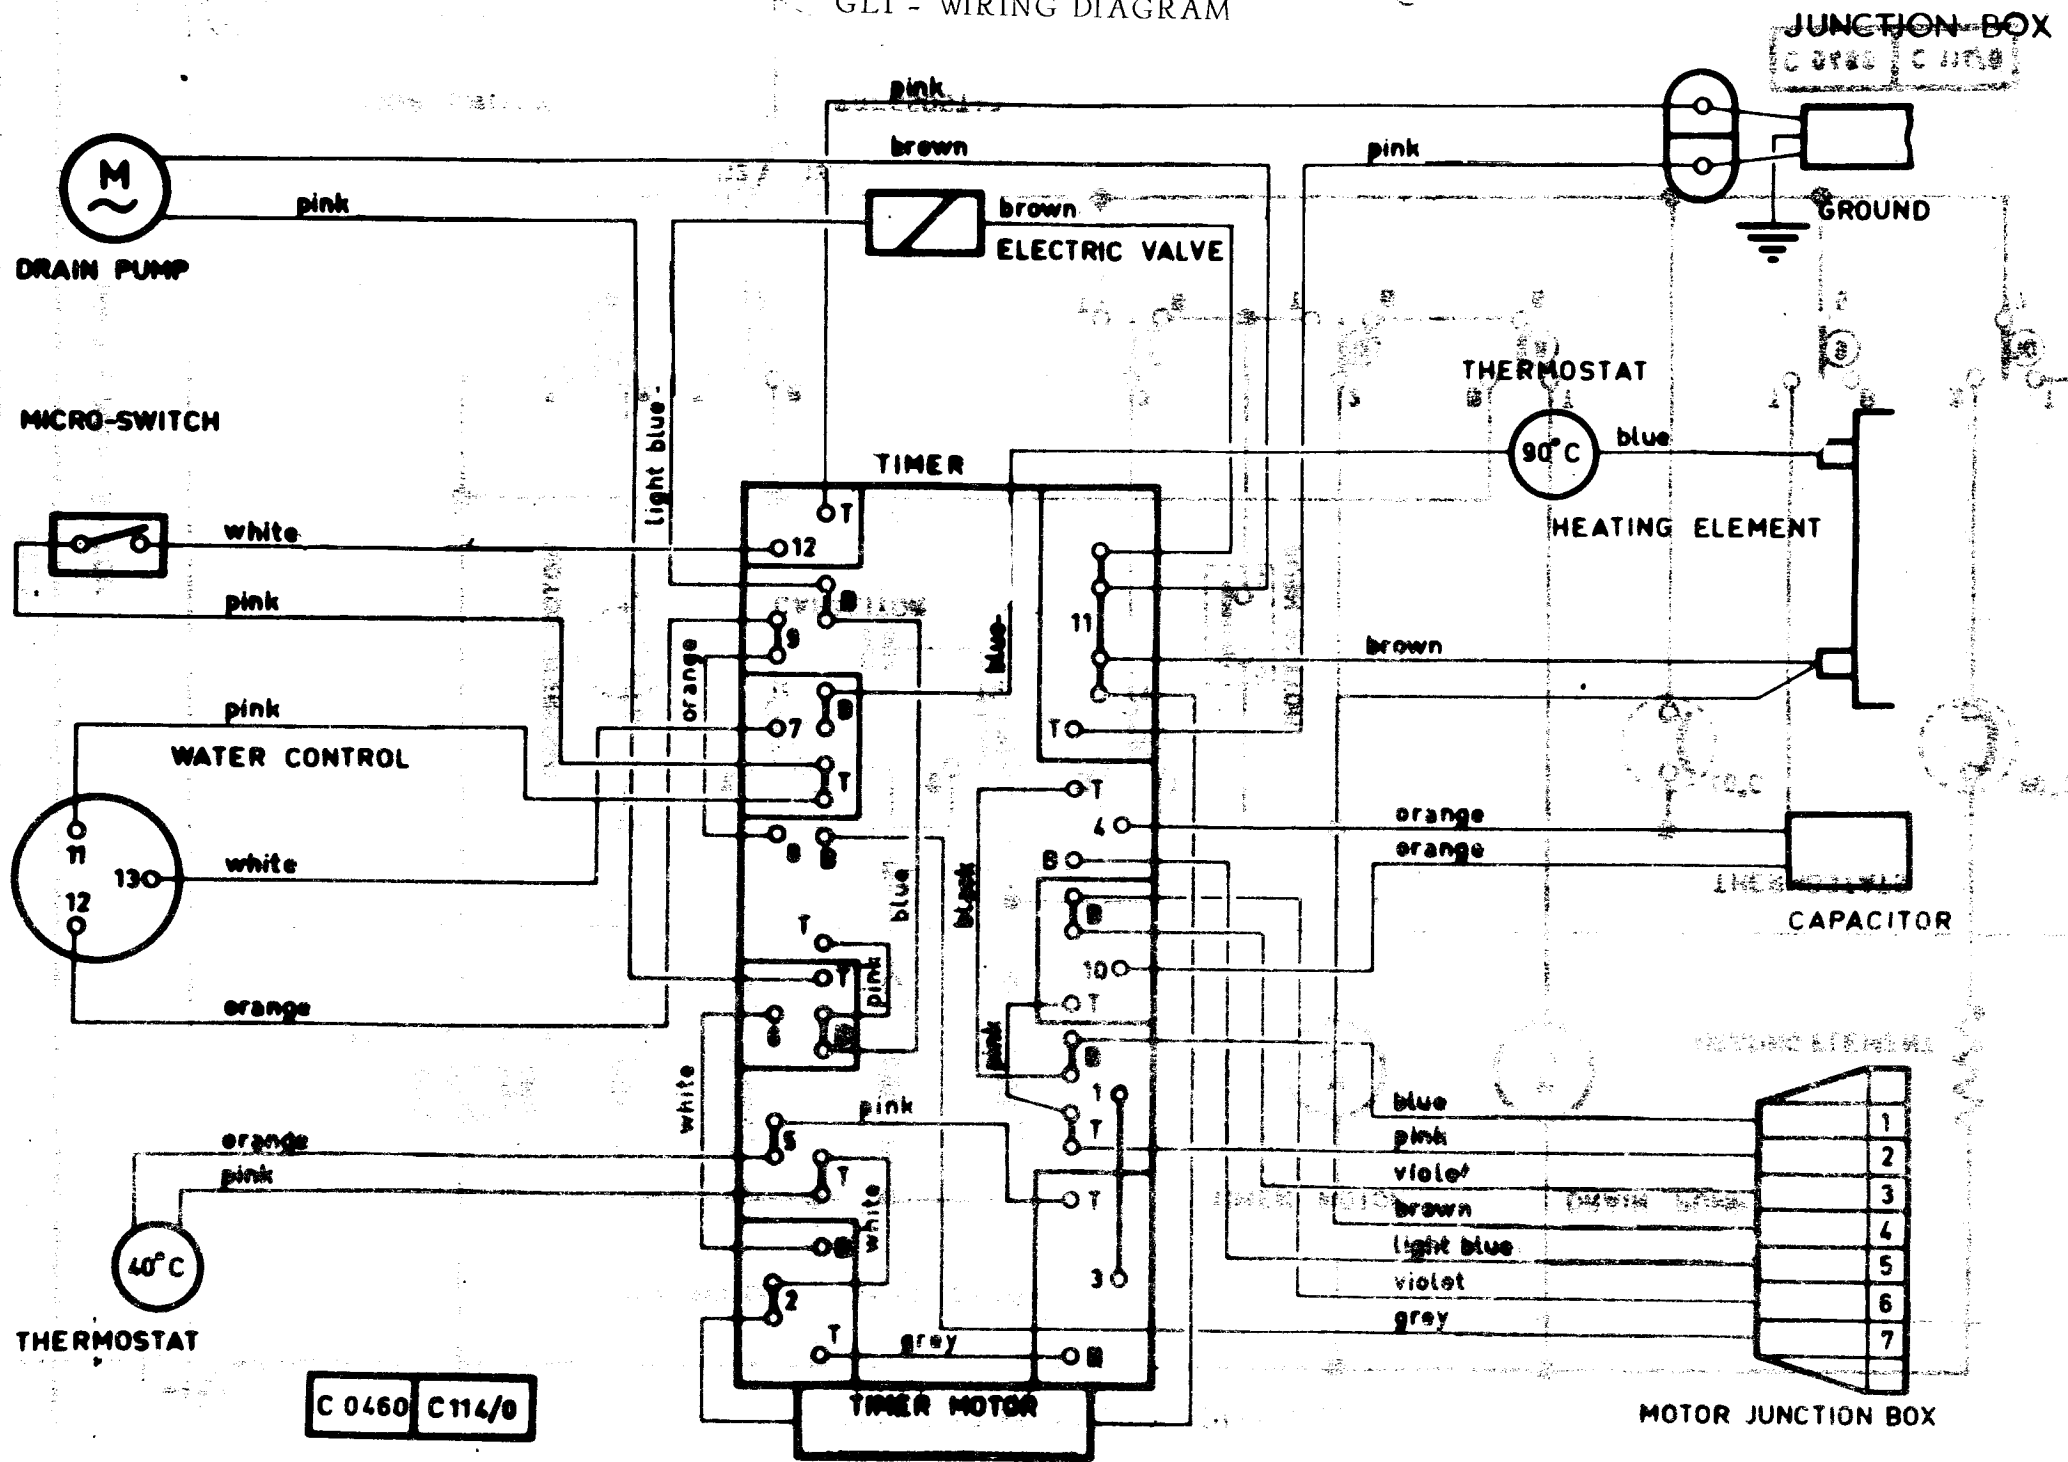 GLI - WIRING DIAGRAM
JUNCTION BOX
pink
brown
pink
M
pink
brown
ELECTRIC VALVE
GROUND
DRAIN PUMP
THERMOSTAT
MICRO-SWITCH
light blue
90°C
blue
TIMER
T
white
12
HEATING ELEMENT
pink
B
9
11
blue
orange
brown
B
pink
7
T
WATER CONTROL
T
T
orange
4
8
B
orange
B
11
white
13
blue
black
B
12
CAPACITOR
T
10
T
pink
T
orange
6
B
pink
B
white
1
blue
1
pink
5
T
pink
2
orange
T
violet
3
pink
T
brown
4
white
B
light blue
5
40°C
3
2
violet
6
T
grey
7
THERMOSTAT
grey
B
C 0460
C114/0
TIMER MOTOR
MOTOR JUNCTION BOX